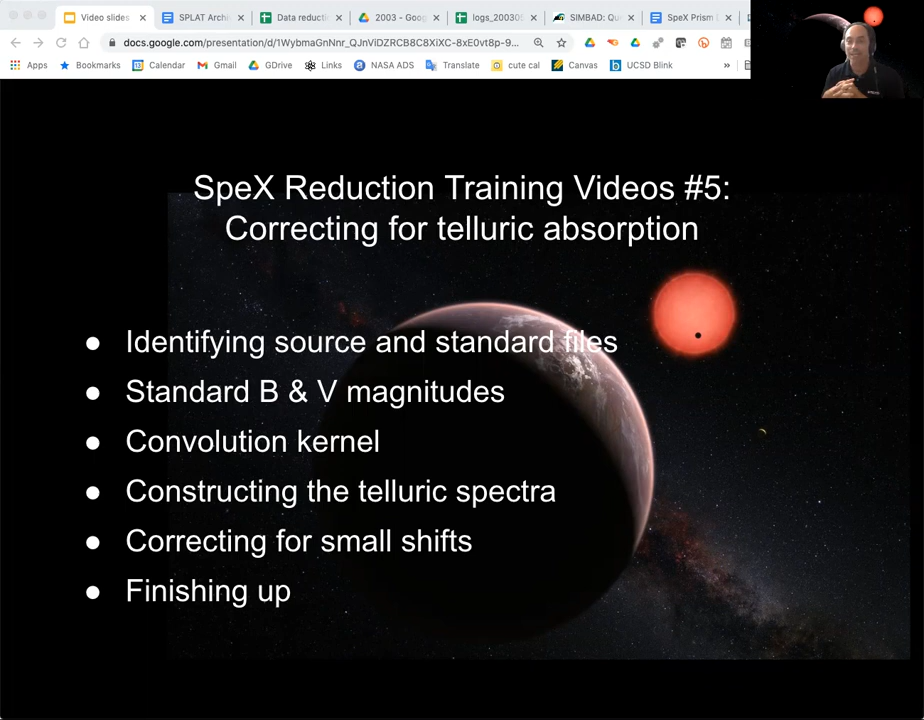 Video slides
SPLAT Arch
Data reducti
2003 - Goo
logs_20030
SIMBAD: Qu
SpeX Prism
docs.google.com/presentation/d/1WybmaGnNnr_QJnViDZRCB8C8XiXC-8xE0vt8p-9...
Apps
Bookmarks
Calendar
Gmail
GDrive
Links
NASA ADS
Translate
cute cal
Canvas
UCSD Blink
»
SpeX Reduction Training Videos #5:
Correcting for telluric absorption
● Identifying source and standard files
● Standard B & V magnitudes
● Convolution kernel
● Constructing the telluric spectra
● Correcting for small shifts
● Finishing up